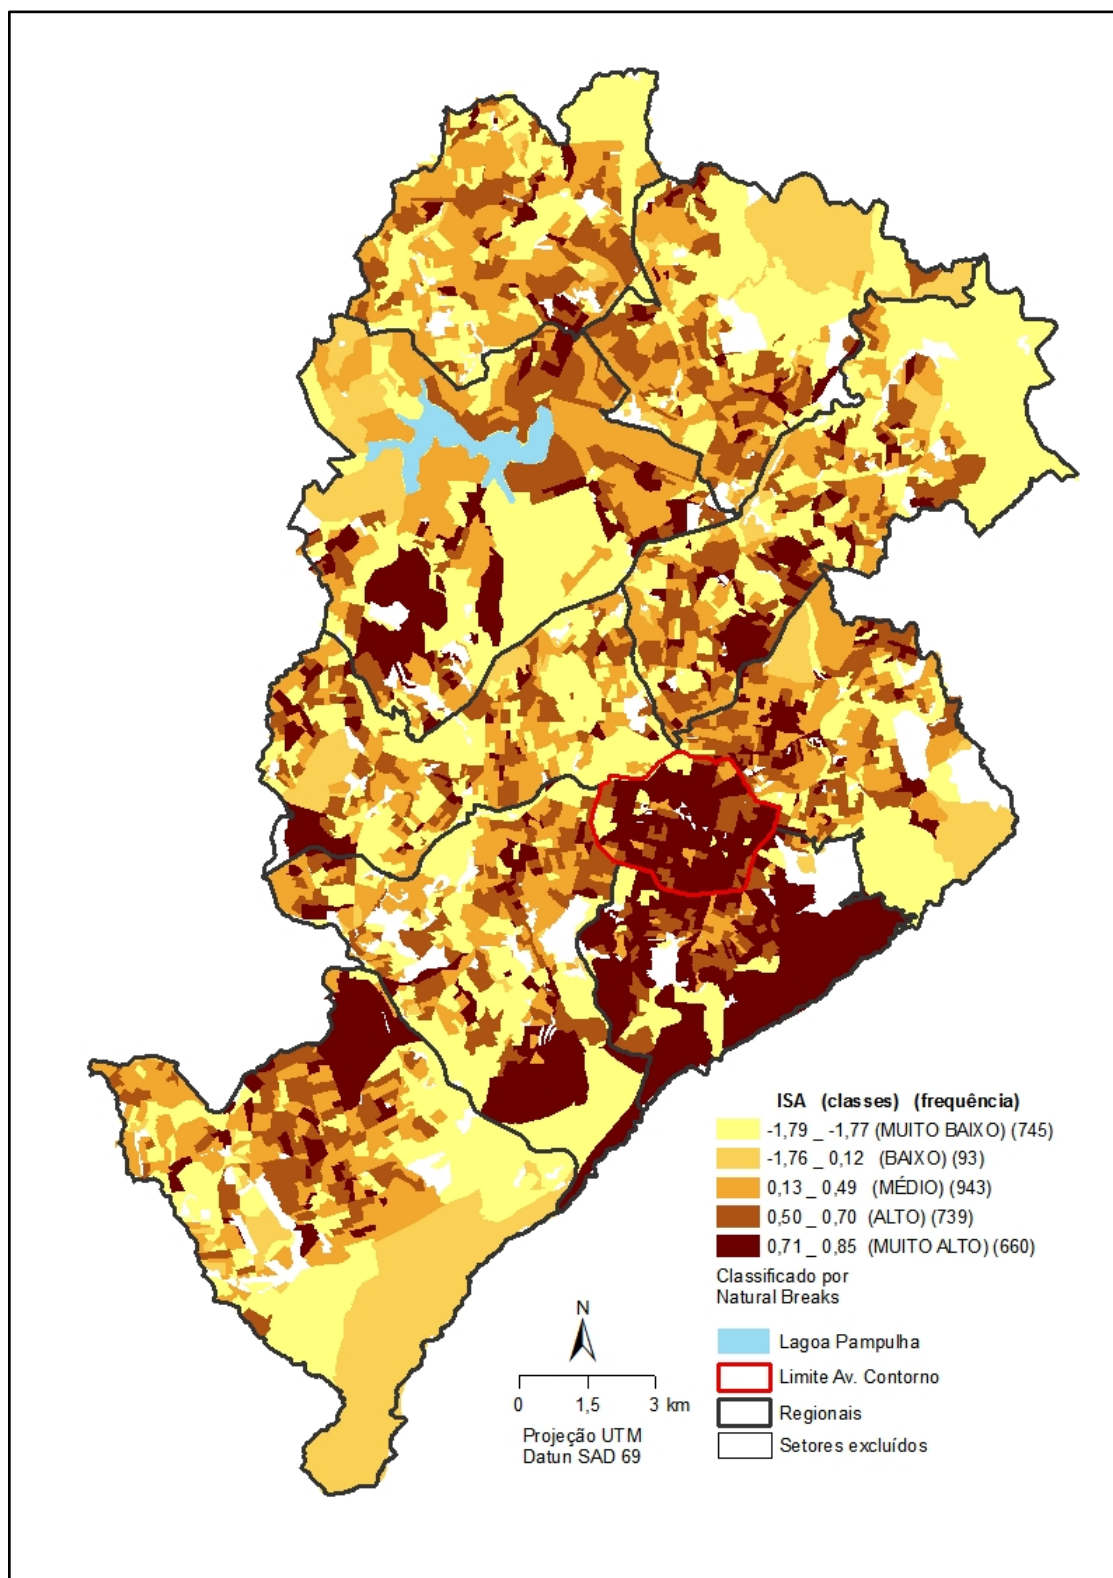 ISA (classes) (frequência)
-1,79 _ -1,77 (MUITO BAIXO) (745)
-1,76 _ 0,12 (BAIXO) (93)
0,13 _ 0,49 (MÉDIO) (943)
0,50 _ 0,70 (ALTO) (739)
0,71 _ 0,85 (MUITO ALTO) (660)
Classificado por
Natural Breaks
Lagoa Pampulha
Limite Av. Contorno
Regionais
Setores excluídos
N
0 1,5 3 km
Projeção UTM
Datun SAD 69